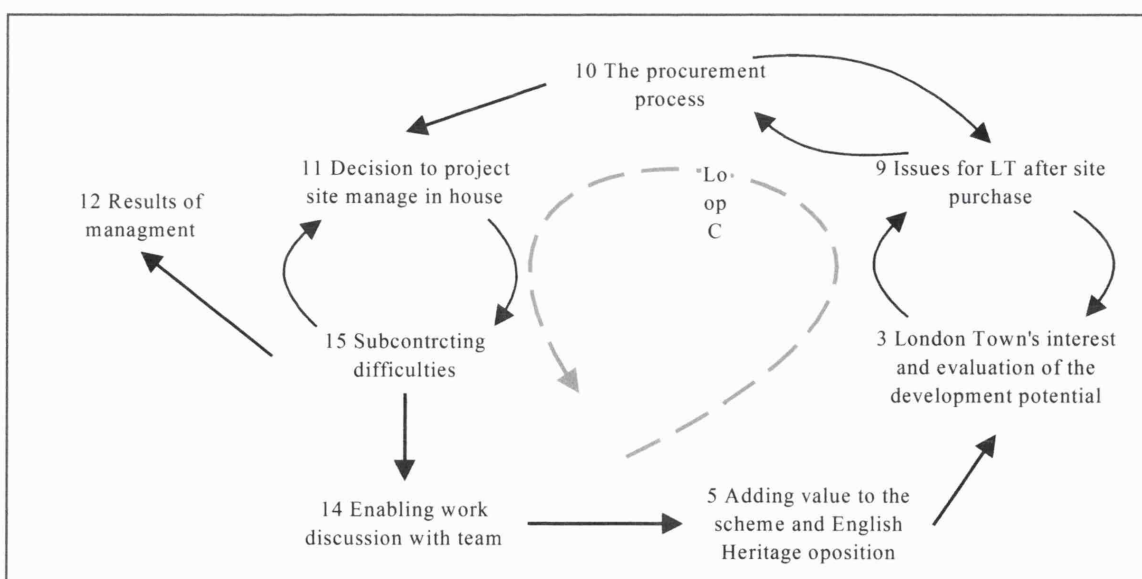 10 The procurement
process
11 Decision to project
site manage in house
Lo
op
C
9 Issues for LT after site
purchase
12 Results of
managment
15 Subcontrcting
difficulties
3 London Town's interest
and evaluation of the
development potential
14 Enabling work
discussion with team
5 Adding value to the
scheme and English
Heritage oposition